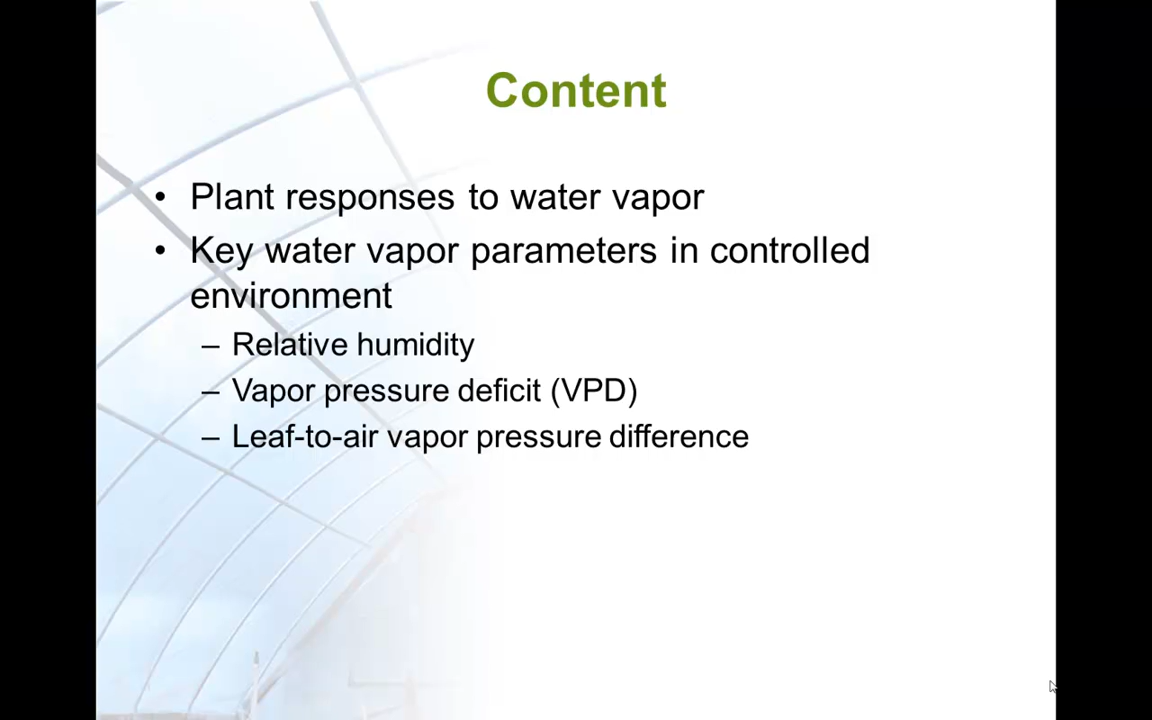 Content
• Plant responses to water vapor
• Key water vapor parameters in controlled
environment
– Relative humidity
– Vapor pressure deficit (VPD)
– Leaf-to-air vapor pressure difference